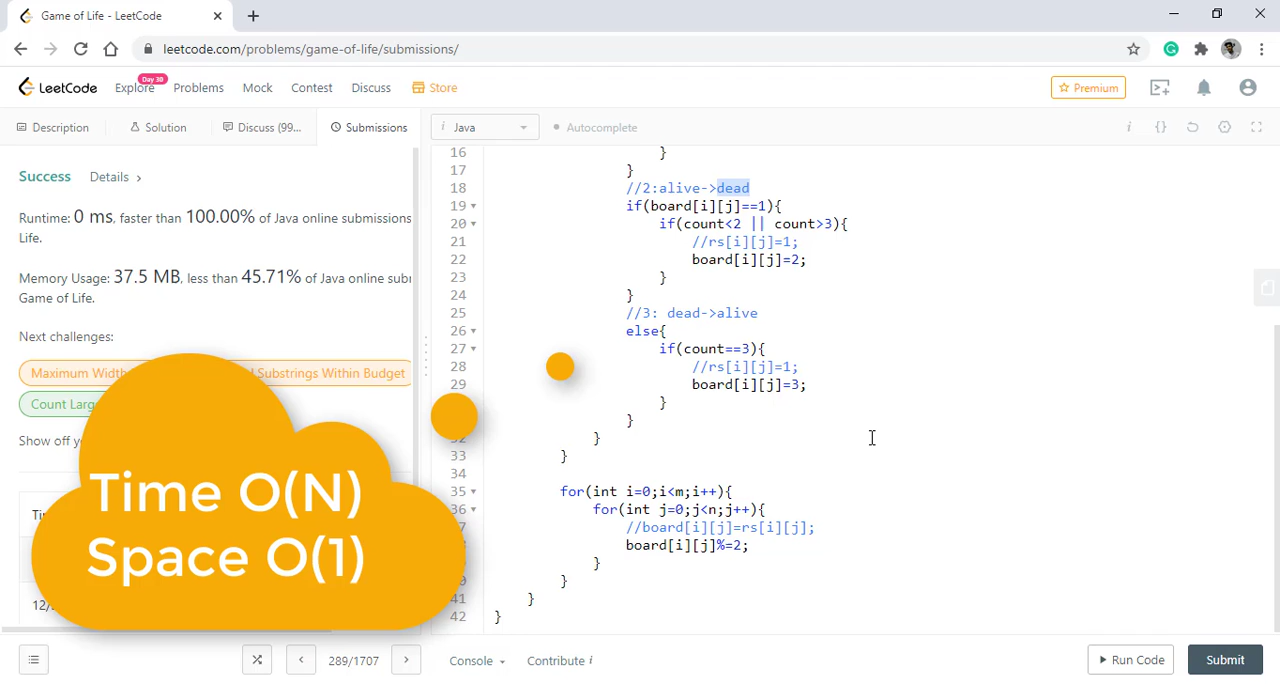 Game of Life - LeetCode
leetcode.com/problems/game-of-life/submissions/
LeetCode
Explore
Day 30
Problems
Mock
Contest
Discuss
Store
Premium
Description
Solution
Discuss (99...
Submissions
i Java
Autocomplete
i
{}
Success
Details
Runtime: 0 ms, faster than 100.00% of Java online submissions
Life.
Memory Usage: 37.5 MB, less than 45.71% of Java online
Game of Life.
Next challenges:
Maximum Substrings Within Budget
Count
Show off
12/
Time O(N)
Space O(1)
16 }
17 }
18 //2:alive->dead
19 if(board[i][j]==1){
20 if(count<2 || count>3){
21 //rs[i][j]=1;
22 board[i][j]=2;
23 }
24 }
25 //3: dead->alive
26 else{
27 if(count==3){
28 //rs[i][j]=1;
29 board[i][j]=3;
}
}
32 }
33 }
34
35 for(int i=0;i<m;i++){
36 for(int j=0;j<n;j++){
//board[i][j]=rs[i][j];
board[i][j]%=2;
}
}
41 }
42 }
289/1707
Console
Contribute i
Run Code
Submit